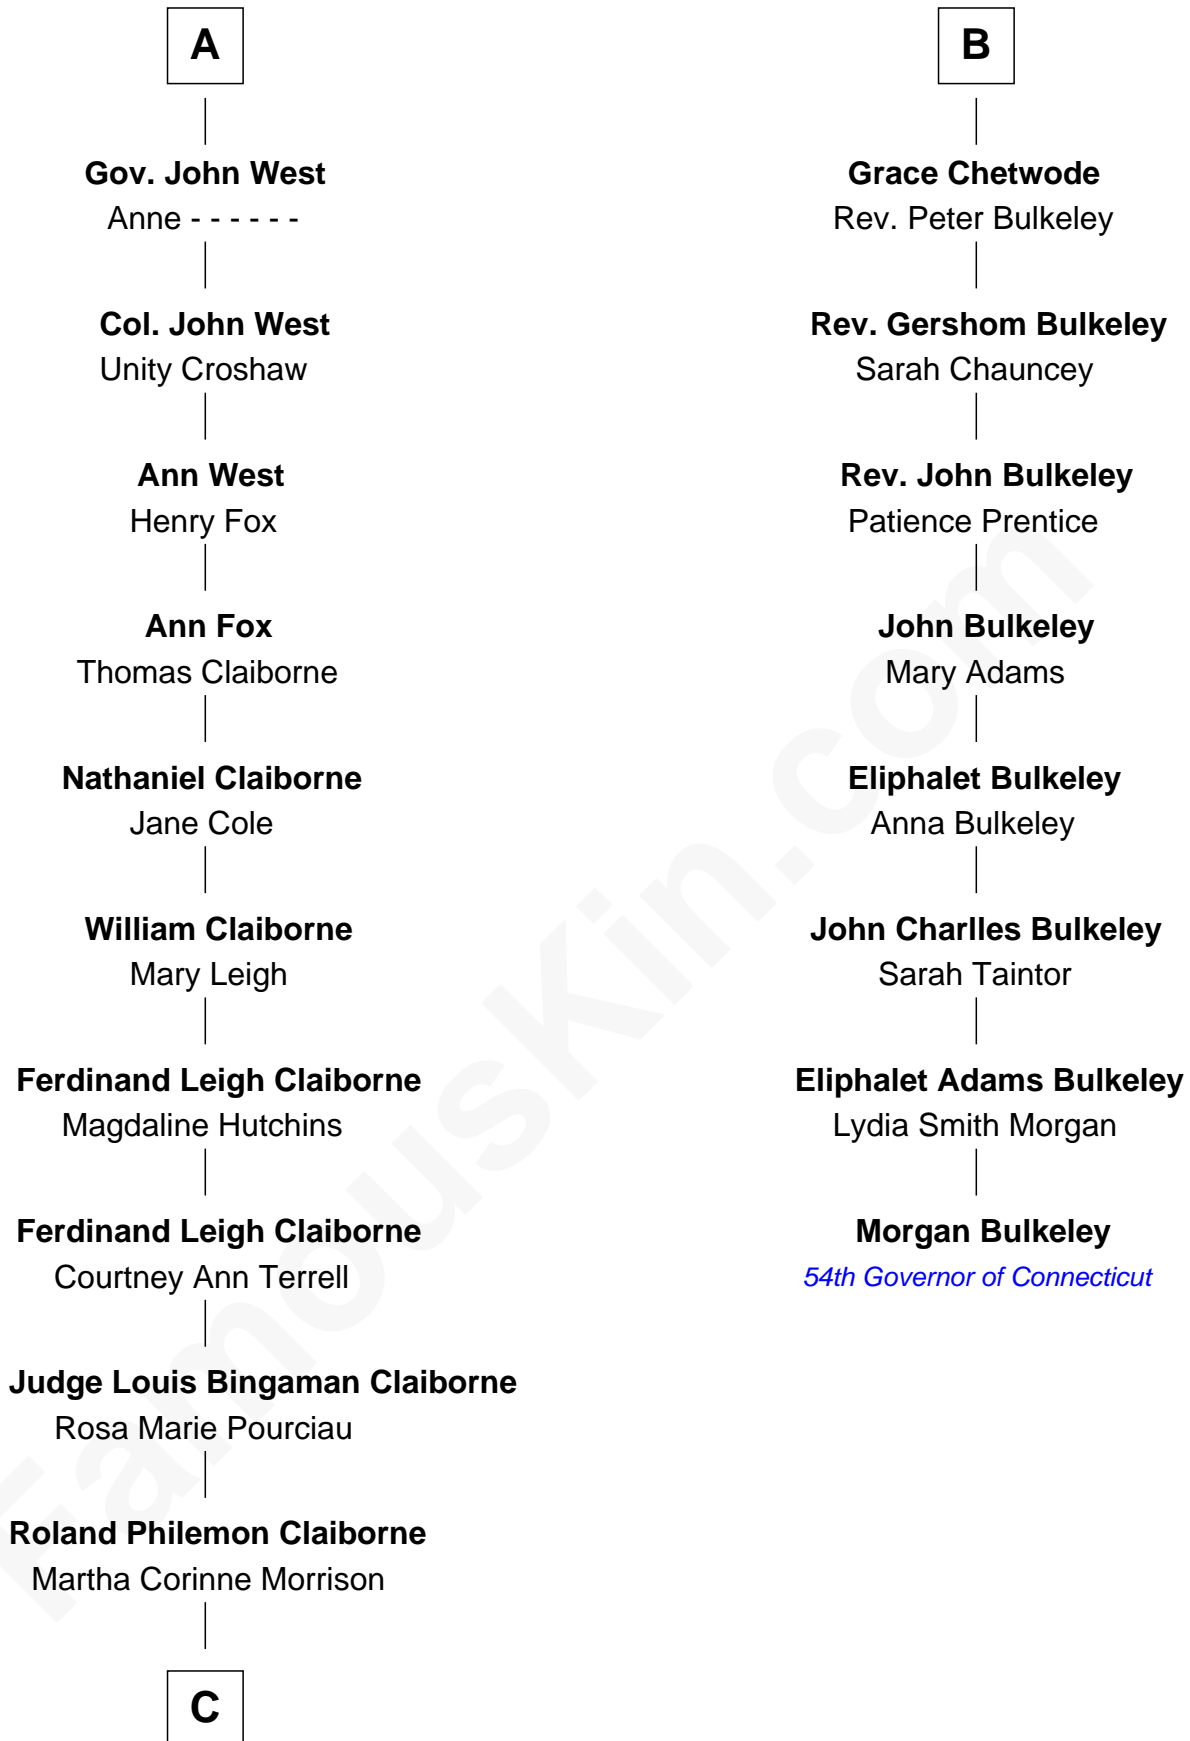 A
Gov. John West
Anne - - - - - -
Col. John West
Unity Croshaw
Ann West
Henry Fox
Ann Fox
Thomas Claiborne
Nathaniel Claiborne
Jane Cole
William Claiborne
Mary Leigh
Ferdinand Leigh Claiborne
Magdaline Hutchins
Ferdinand Leigh Claiborne
Courtney Ann Terrell
Judge Louis Bingaman Claiborne
Rosa Marie Pourciau
Roland Philemon Claiborne
Martha Corinne Morrison
C
B
Grace Chetwode
Rev. Peter Bulkeley
Rev. Gershom Bulkeley
Sarah Chauncey
Rev. John Bulkeley
Patience Prentice
John Bulkeley
Mary Adams
Eliphalet Bulkeley
Anna Bulkeley
John Charlles Bulkeley
Sarah Taintor
Eliphalet Adams Bulkeley
Lydia Smith Morgan
Morgan Bulkeley
54th Governor of Connecticut
FamousKin.com